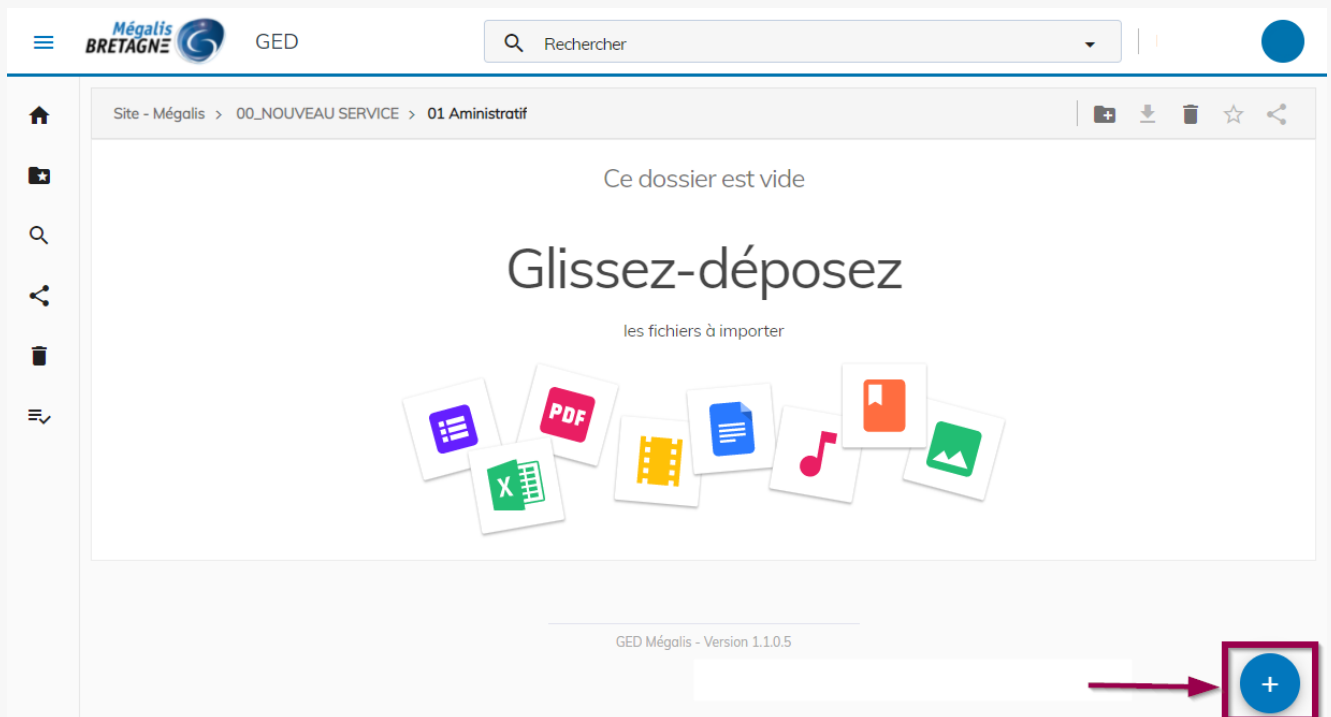 Mégalis
BRETAGNE
GED
Rechercher
Site - Mégalis > 00_NOUVEAU SERVICE > 01 Aministratif
Ce dossier est vide
Glissez-déposez
les fichiers à importer
PDF
X
GED Mégalis - Version 1.1.0.5
+